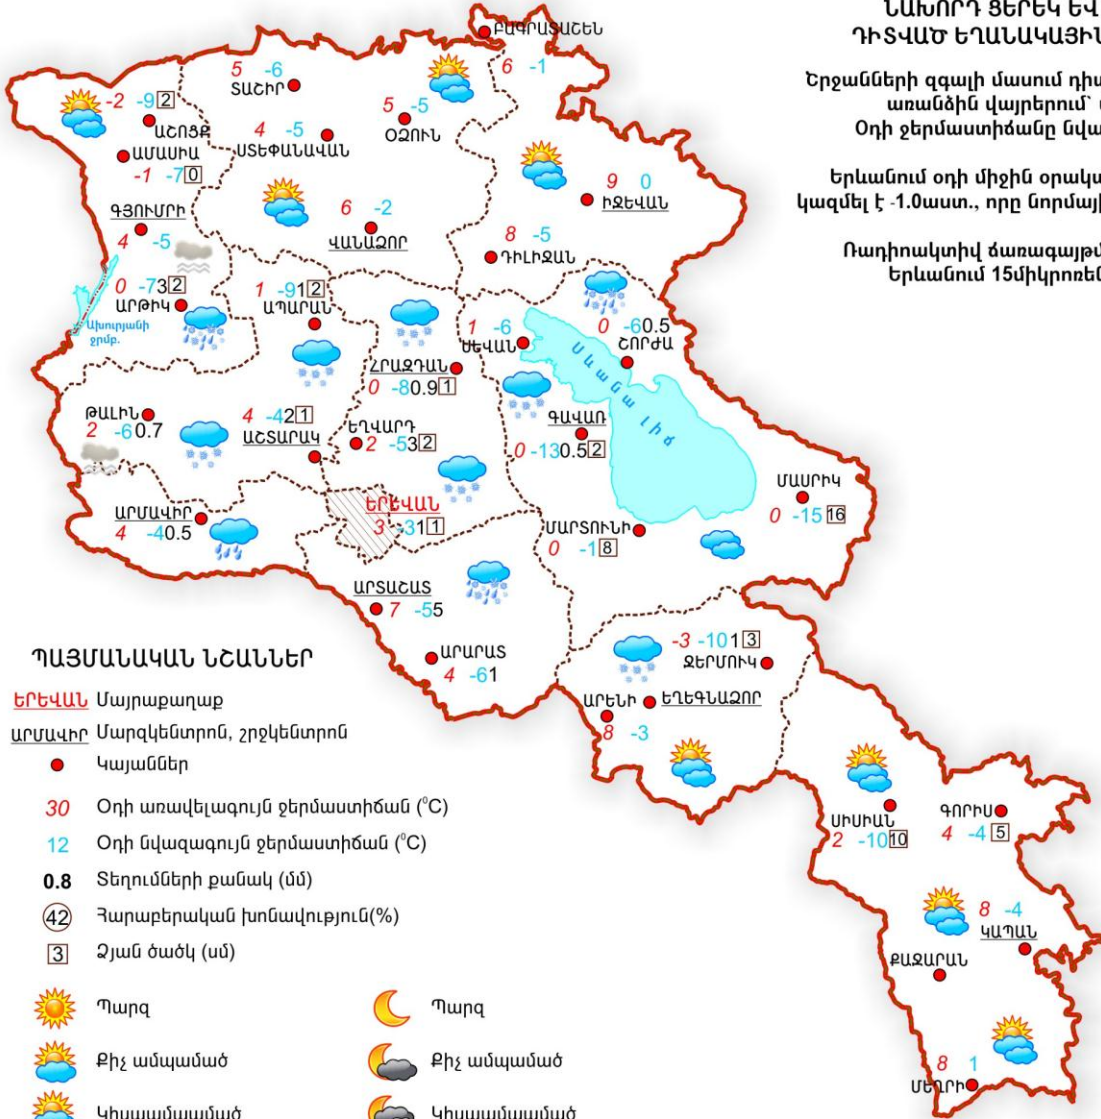 ՆԱԽՈՐԴ ՑԵՐԵԿ ԵՎ
ԴԻՏՎԱԾ ԵՂԱՆԱԿԱՅԻՆ
Շրջանների զգալի մասում դիտ
առանձին վայրերում՝
Օդի ջերմաստիճանը նվա
Երևանում օդի միջին օրակա
կազմել է -1.0աստ., որը նորմայի
Ռադիոակտիվ ճառագայթմ
Երևանում 15միկրոռեն
ԲԱԳՐԱՏԱՇԵՆ
6 -1
5 -6
ՏԱՇԻՐ
-2 -9 2
ԱՇՈՑՔ
5 -5
ՕՁՈՒՆ
4 -5
ՍՏԵՓԱՆԱՎԱՆ
ԱՄԱՍԻԱ
-1 -7 0
9 0
ԻՋԵՎԱՆ
ԳՅՈՒՄՐԻ
4 -5
6 -2
ՎԱՆԱՁՈՐ
8 -5
ԴԻԼԻՋԱՆ
0 -7 3 2
ԱՐԹԻԿ
1 -9 1 2
ԱՊԱՐԱՆ
Ախուրյանի
ջրմբ.
1 -6
ՍԵՎԱՆ
0 -6 0.5
ՇՈՐԺԱ
Սևանա լիճ
ՀՐԱԶԴԱՆ
0 -8 0.9 1
ԹԱԼԻՆ
2 -6 0.7
4 -4 2 1
ԱՇՏԱՐԱԿ
ԵՂՎԱՐԴ
2 -5 3 2
ԳԱՎԱՌ
0 -13 0.5 2
ՄԱՍՐԻԿ
0 -15 16
ԱՐՄԱՎԻՐ
4 -4 0.5
ԵՐԵՎԱՆ
3 -3 1 1
ՄԱՐՏՈՒՆԻ
0 -1 8
ԱՐՏԱՇԱՏ
7 -5 5
ԱՐԱՐԱՏ
4 -6 1
-3 -10 1 3
ՋԵՐՄՈՒԿ
ԱՐԵՆԻ
8 -3
ԵՂԵԳՆԱՁՈՐ
ՍԻՍԻԱՆ
2 -10 10
ԳՈՐԻՍ
4 -4 5
8 -4
ԿԱՊԱՆ
ՔԱՋԱՐԱՆ
8 1
ՄԵՂՐԻ
ՊԱՅՄԱՆԱԿԱՆ ՆՇԱՆՆԵՐ
ԵՐԵՎԱՆ Մայրաքաղաք
ԱՐՄԱՎԻՐ Մարզկենտրոն, շրջկենտրոն
Կայաններ
30 Օդի առավելագույն ջերմաստիճան (°C)
12 Օդի նվազագույն ջերմաստիճան (°C)
0.8 Տեղումների քանակ (մմ)
42 Հարաբերական խոնավություն(%)
3 Ձյան ծածկ (սմ)
Պարզ Պարզ
Քիչ ամպամած Քիչ ամպամած
Կիսաամպամած Կիսաամպամած